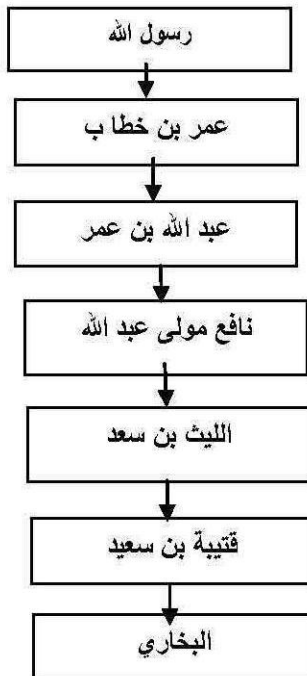 رسول الله
عمر بن خطا ب
عبد الله بن عمر
نافع مولى عبد الله
الليث بن سعد
قتيبة بن سعيد
البخاري